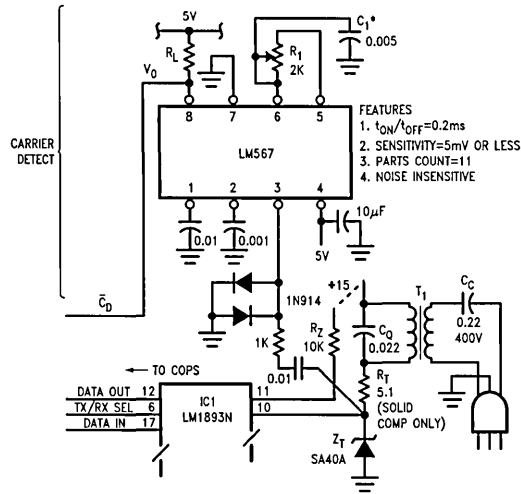 5V
R_L
V_O
R_1
2K
C_1*
0.005
8 7 6 5
LM567
1 2 3 4
FEATURES
1. t_ON/t_OFF=0.2ms
2. SENSITIVITY=5mV OR LESS
3. PARTS COUNT=11
4. NOISE INSENSITIVE
CARRIER
DETECT
0.01
0.001
10μF
5V
C̅_D
1N914
1K
0.01
+15
R_Z
10K
C_Q
0.022
T_1
C_C
0.22
400V
← TO COPS
DATA OUT 12
TX/RX SEL 6
DATA IN 17
IC1
LM1893N
11
10
R_T
5.1
(SOLID
COMP ONLY)
Z_T
SA40A